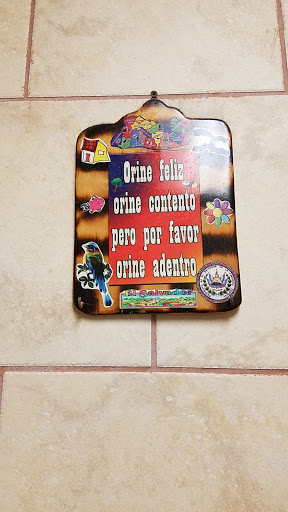 Orine feliz
orine contento
pero por favor
orine adentro
El Salvador